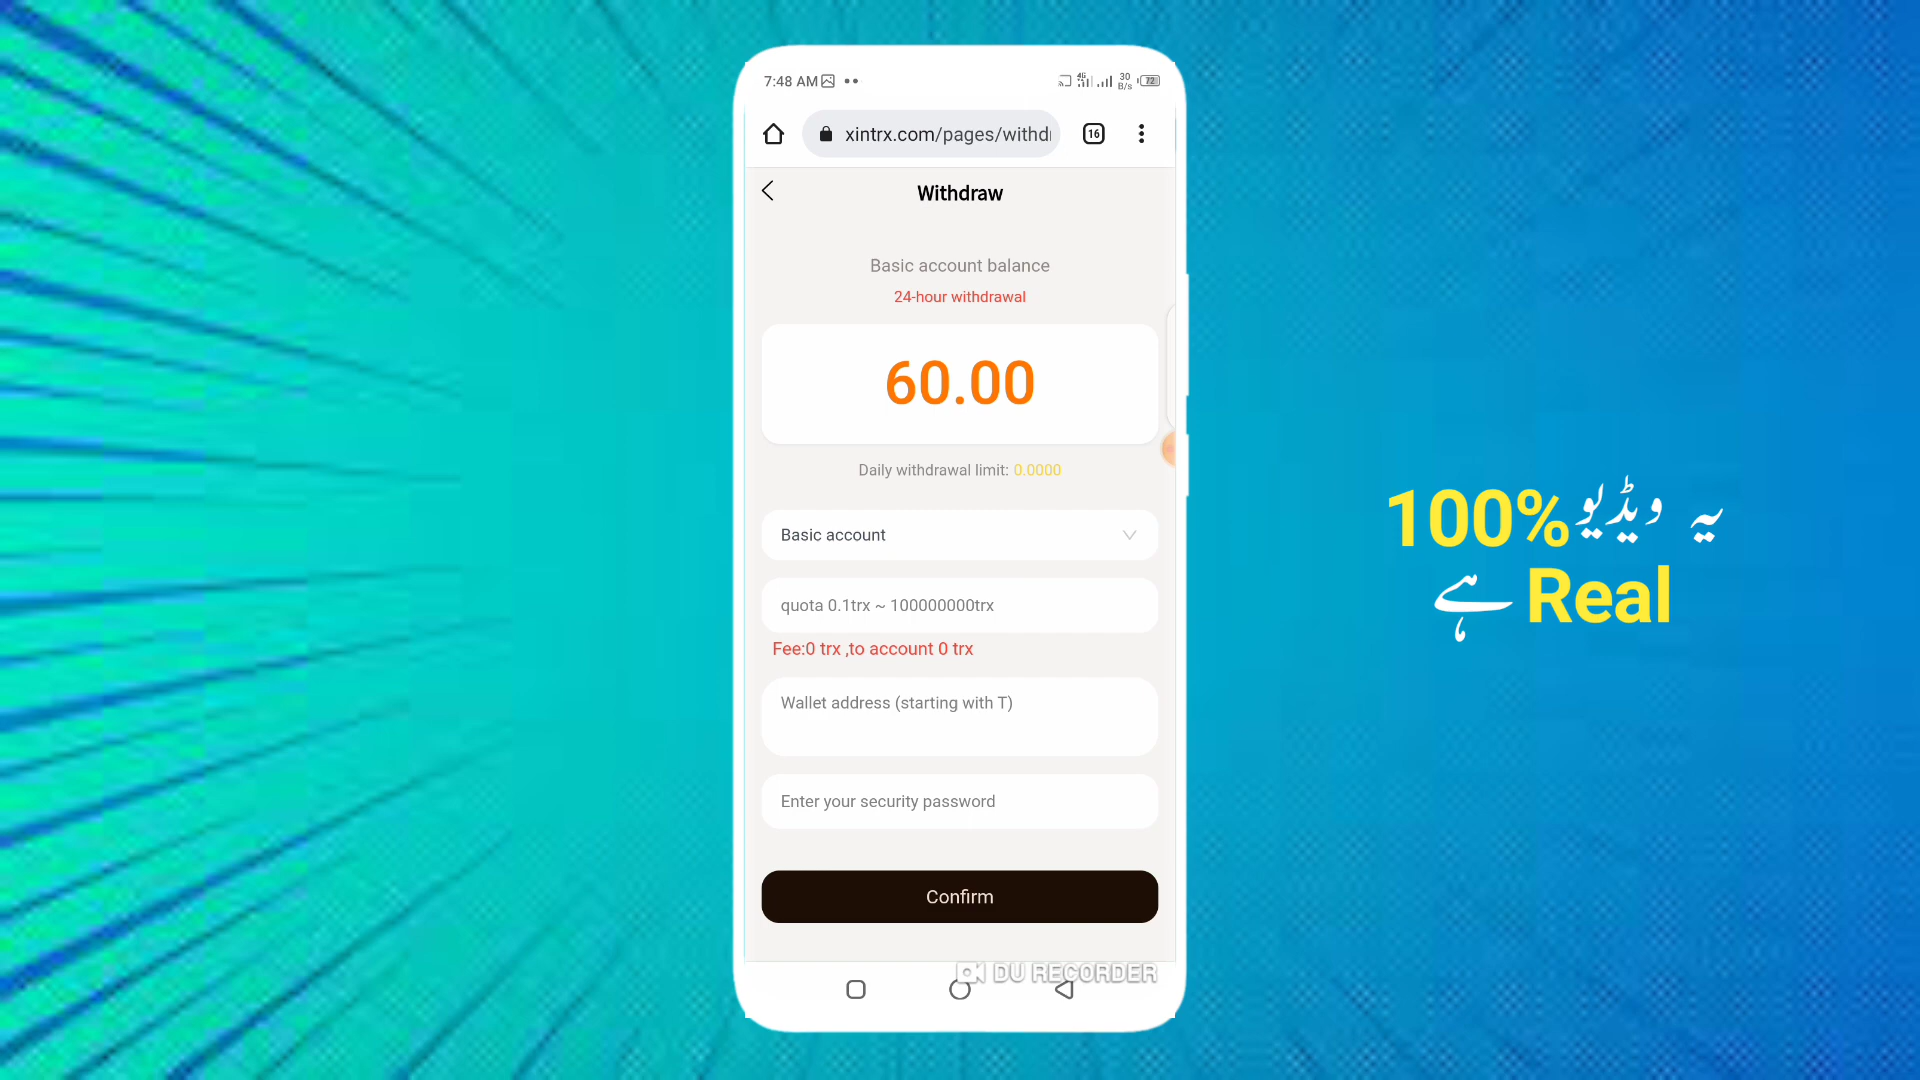 7:48 AM
30 B/s
72
xintrx.com/pages/withd
16
Withdraw
Basic account balance
24-hour withdrawal
60.00
Daily withdrawal limit: 0.0000
Basic account
quota 0.1trx ~ 100000000trx
Fee:0 trx ,to account 0 trx
Wallet address (starting with T)
Enter your security password
Confirm
DU RECORDER
یہ ویڈیو 100%
Real ہے